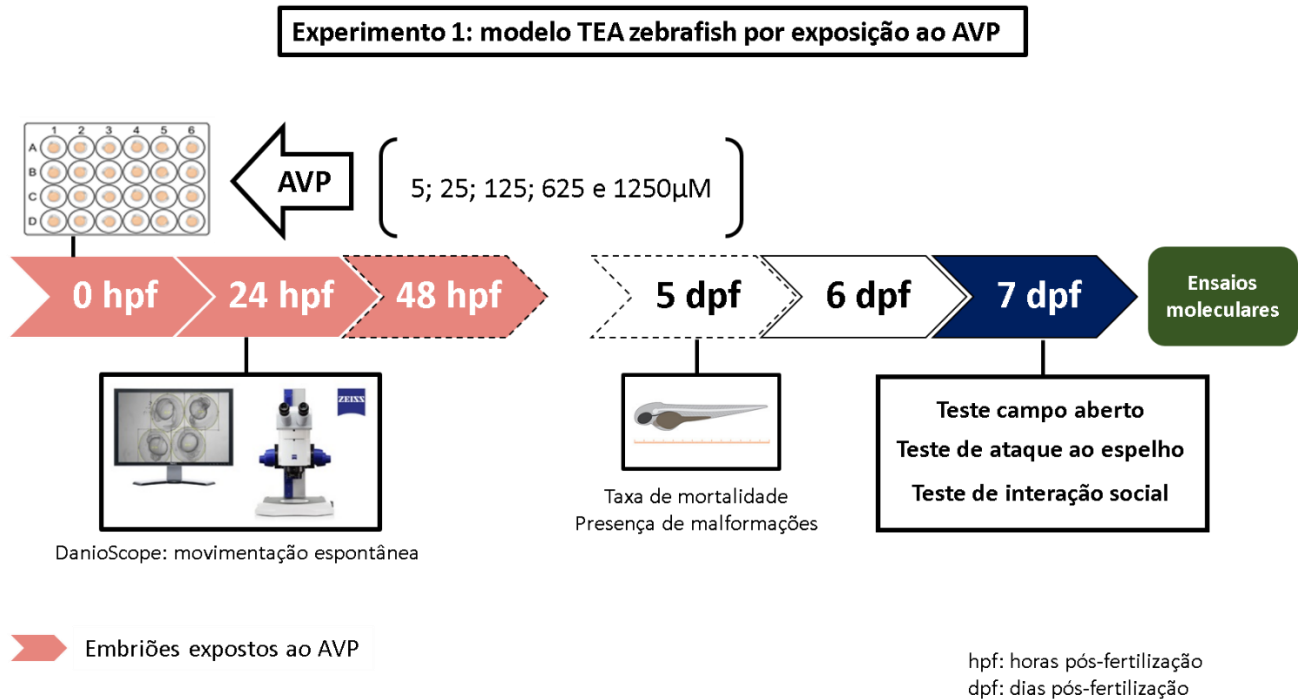 Experimento 1: modelo TEA zebrafish por exposição ao AVP
1 2 3 4 5 6
A
B
C
D
AVP
5; 25; 125; 625 e 1250µM
0 hpf
24 hpf
48 hpf
5 dpf
6 dpf
7 dpf
Ensaios
moleculares
ZEISS
DanioScope: movimentação espontânea
Taxa de mortalidade
Presença de malformações
Teste campo aberto
Teste de ataque ao espelho
Teste de interação social
Embriões expostos ao AVP
hpf: horas pós-fertilização
dpf: dias pós-fertilização